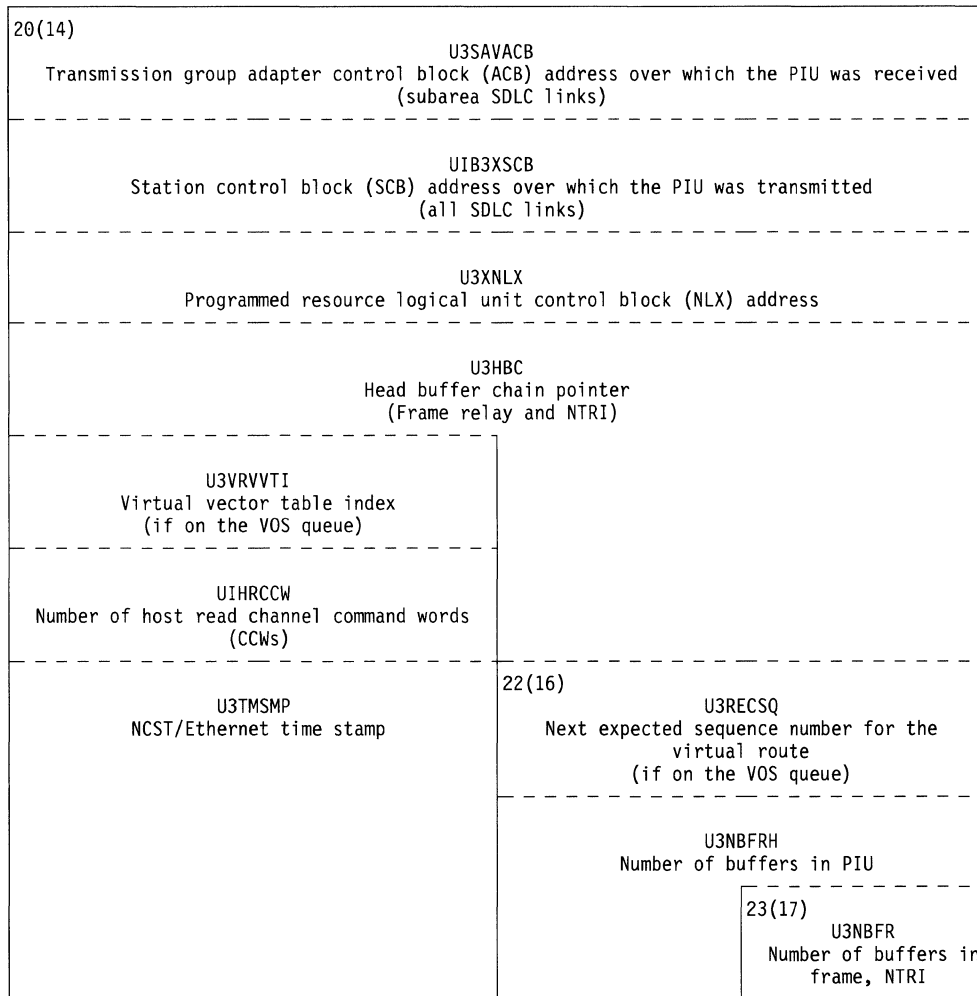 20(14)
U3SAVACB
Transmission group adapter control block (ACB) address over which the PIU was received
(subarea SDLC links)
UIB3XSCB
Station control block (SCB) address over which the PIU was transmitted
(all SDLC links)
U3XNLX
Programmed resource logical unit control block (NLX) address
U3HBC
Head buffer chain pointer
(Frame relay and NTRI)
U3VRVVTI
Virtual vector table index
(if on the VOS queue)
UIHRCCW
Number of host read channel command words
(CCWs)
U3TMSMP
NCST/Ethernet time stamp
22(16)
U3RECSQ
Next expected sequence number for the
virtual route
(if on the VOS queue)
U3NBFRH
Number of buffers in PIU
23(17)
U3NBFR
Number of buffers in
frame, NTRI